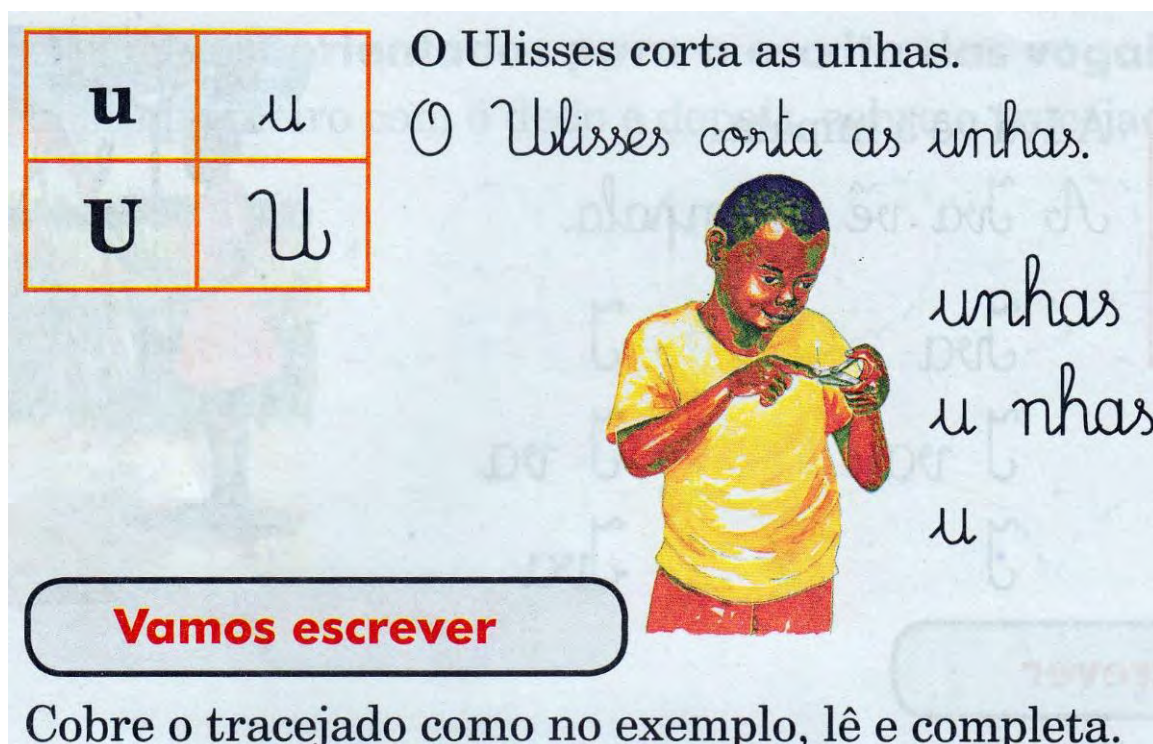 u u
U U
O Ulisses corta as unhas.
O Ulisses corta as unhas.
unhas
u nhas
u
Vamos escrever
Cobre o tracejado como no exemplo, lê e completa.